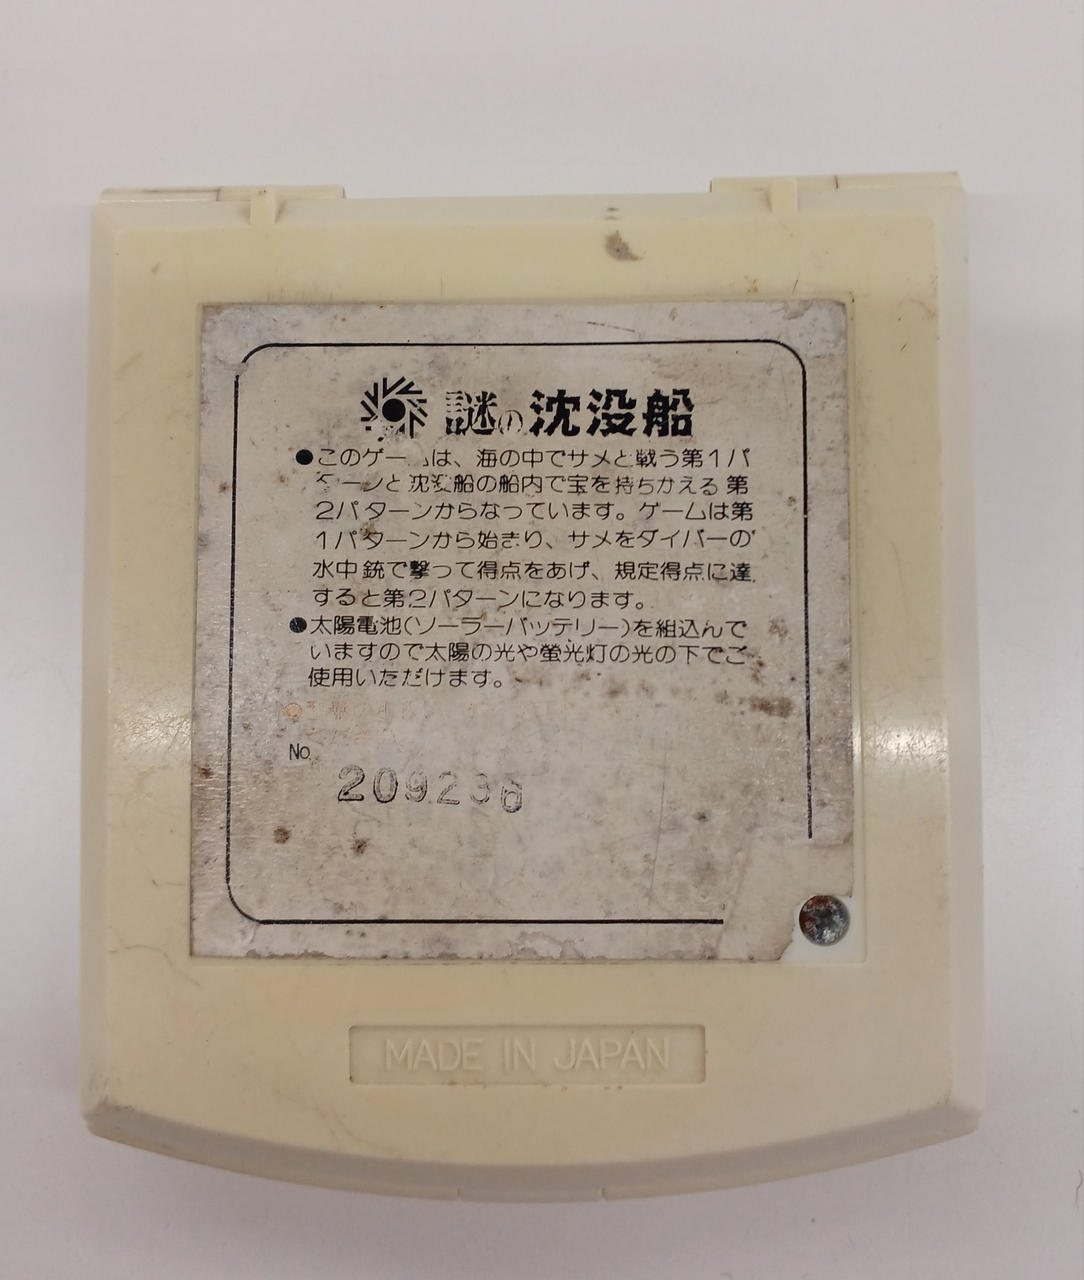 謎の沈没船
●このゲームは、海の中でサメと戦う第1パ
ターンと沈没船の船内で宝を持ちかえる第
2パターンからなっています。ゲームは第
1パターンから始まり、サメをダイバーの
水中銃で撃って得点をあげ、規定得点に達
すると第2パターンになります。
●太陽電池(ソーラーバッテリー)を組込んで
いますので太陽の光や螢光灯の光の下でご
使用いただけます。
No.
209236
MADE IN JAPAN